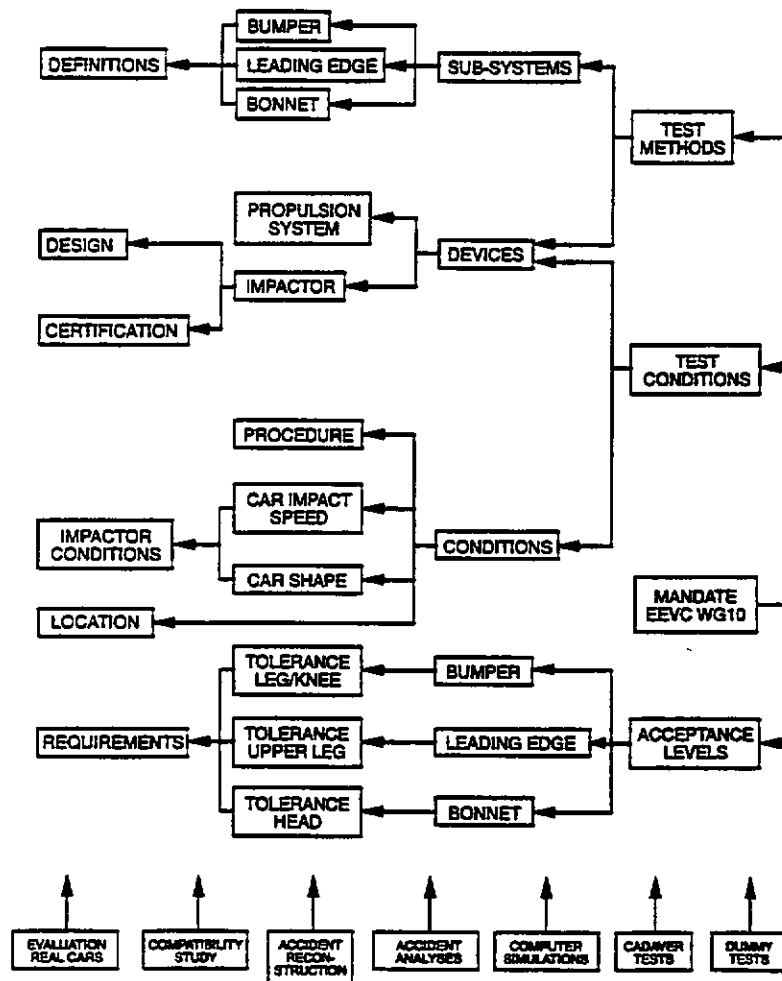 BUMPER
DEFINITIONS
LEADING EDGE
SUB-SYSTEMS
BONNET
TEST
METHODS
PROPULSION
SYSTEM
DESIGN
DEVICES
IMPACTOR
CERTIFICATION
TEST
CONDITIONS
PROCEDURE
CAR IMPACT
SPEED
IMPACTOR
CONDITIONS
CONDITIONS
CAR SHAPE
MANDATE
EEVC WG10
LOCATION
TOLERANCE
LEG/KNEE
BUMPER
REQUIREMENTS
TOLERANCE
UPPER LEG
LEADING EDGE
ACCEPTANCE
LEVELS
TOLERANCE
HEAD
BONNET
EVALUATION
REAL CARS
COMPATIBILITY
STUDY
ACCIDENT
RECON-
STRUCTION
ACCIDENT
ANALYSES
COMPUTER
SIMULATIONS
CADAVER
TESTS
DUMMY
TESTS